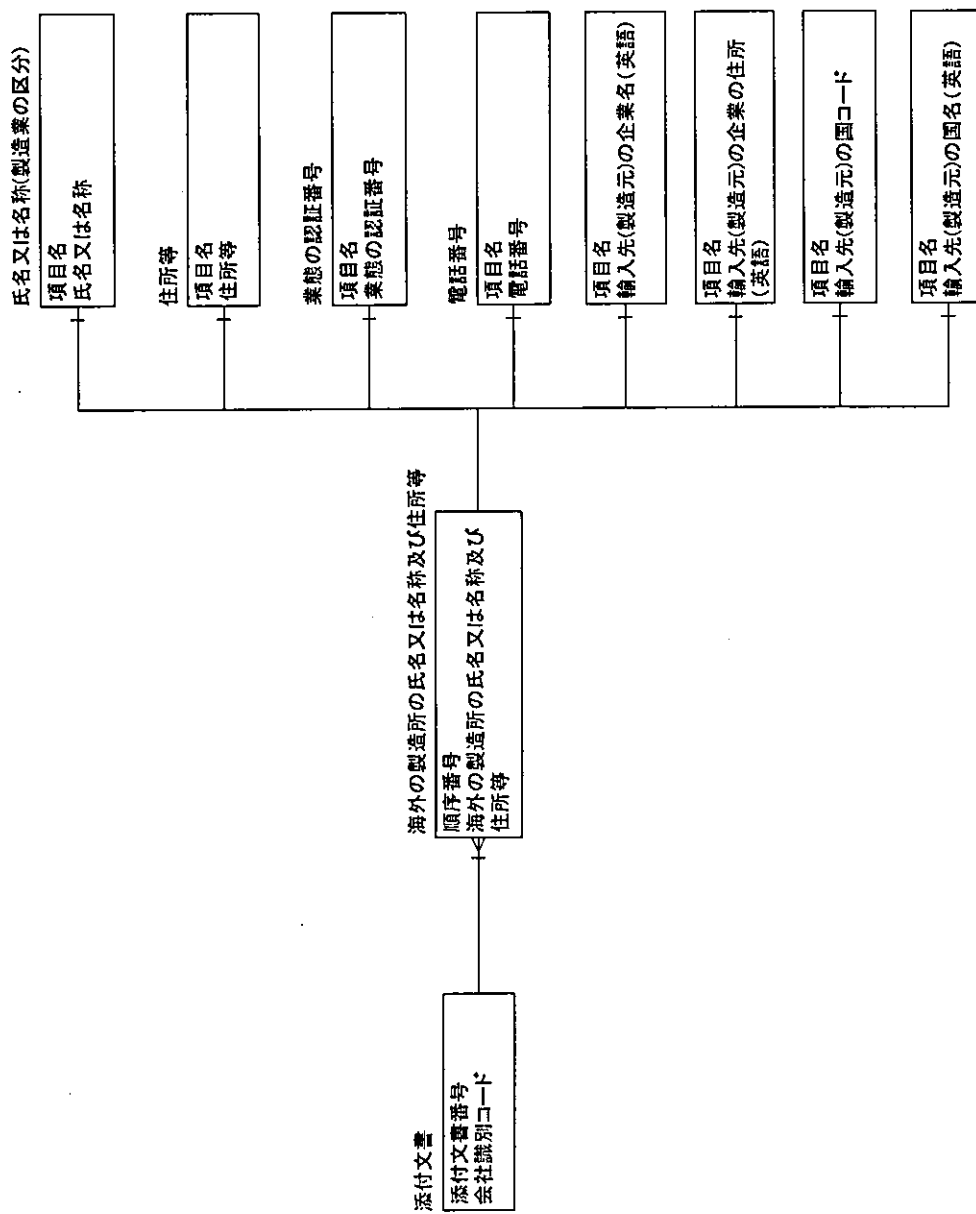 添付文書
添付文書番号
会社識別コード
海外の製造所の氏名又は名称及び住所等
順序番号
海外の製造所の氏名又は名称及び
住所等
氏名又は名称(製造業の区分)
項目名
氏名又は名称
住所等
項目名
住所等
業態の認証番号
項目名
業態の認証番号
電話番号
項目名
電話番号
項目名
輸入先(製造元)の企業名(英語)
項目名
輸入先(製造元)の企業の住所
(英語)
項目名
輸入先(製造元)の国コード
項目名
輸入先(製造元)の国名(英語)